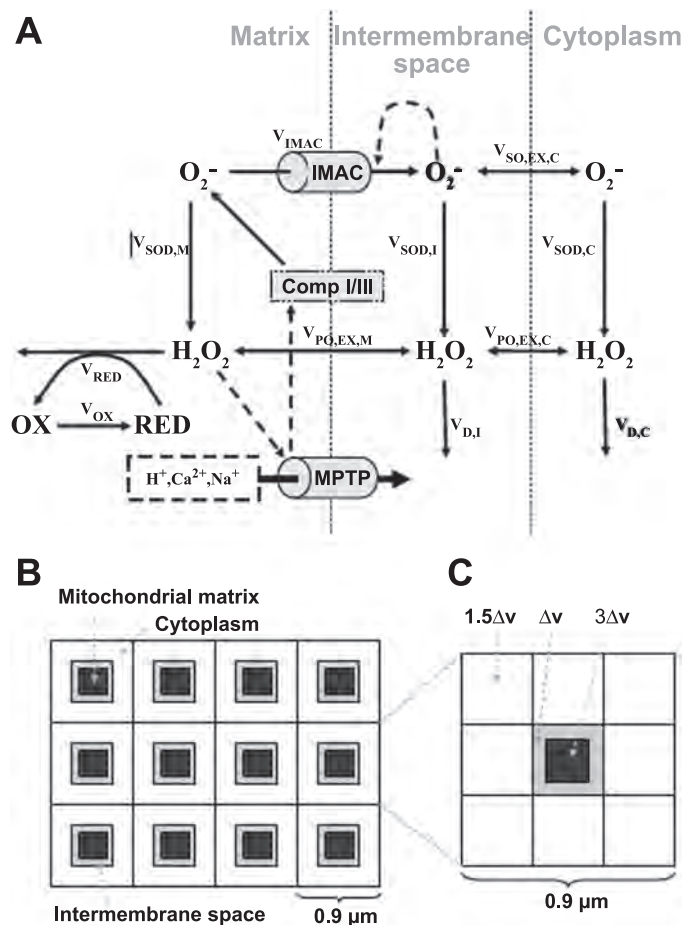 A
Matrix
Intermembrane space
Cytoplasm
V_IMAC
O₂⁻
IMAC
O₂⁻
V_SO,EX,C
O₂⁻
V_SOD,M
V_SOD,I
V_SOD,C
Comp I/III
H₂O₂
V_PO,EX,M
H₂O₂
V_PO,EX,C
H₂O₂
V_RED
OX
V_OX
RED
V_D,I
V_D,C
H⁺,Ca²⁺,Na⁺
MPTP
B
Mitochondrial matrix
Cytoplasm
Intermembrane space
0.9 μm
C
1.5Δv
Δv
3Δv
0.9 μm